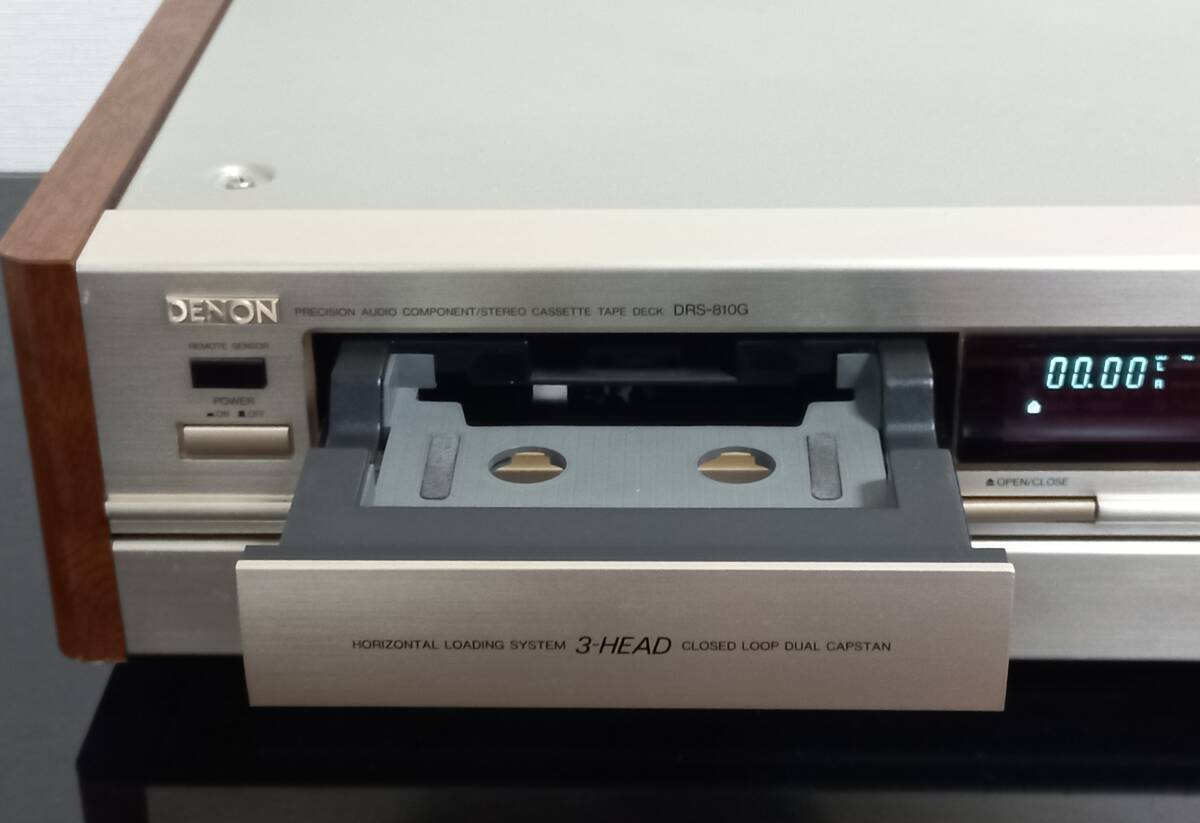 DENON PRECISION AUDIO COMPONENT/STEREO CASSETTE TAPE DECK DRS-810G
REMOTE SENSOR
POWER
ON OFF
00.00
L
R
OPEN/CLOSE
HORIZONTAL LOADING SYSTEM 3-HEAD CLOSED LOOP DUAL CAPSTAN